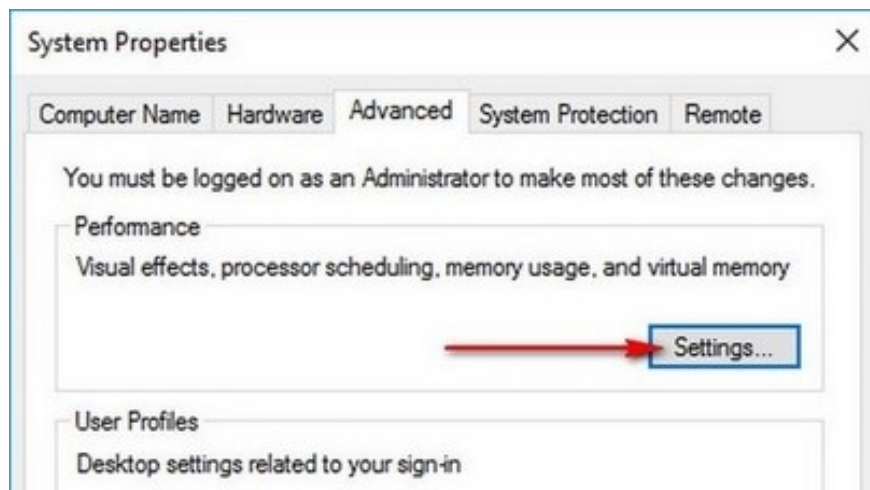 System Properties
Computer Name Hardware Advanced System Protection Remote
You must be logged on as an Administrator to make most of these changes.
Performance
Visual effects, processor scheduling, memory usage, and virtual memory
Settings...
User Profiles
Desktop settings related to your sign-in